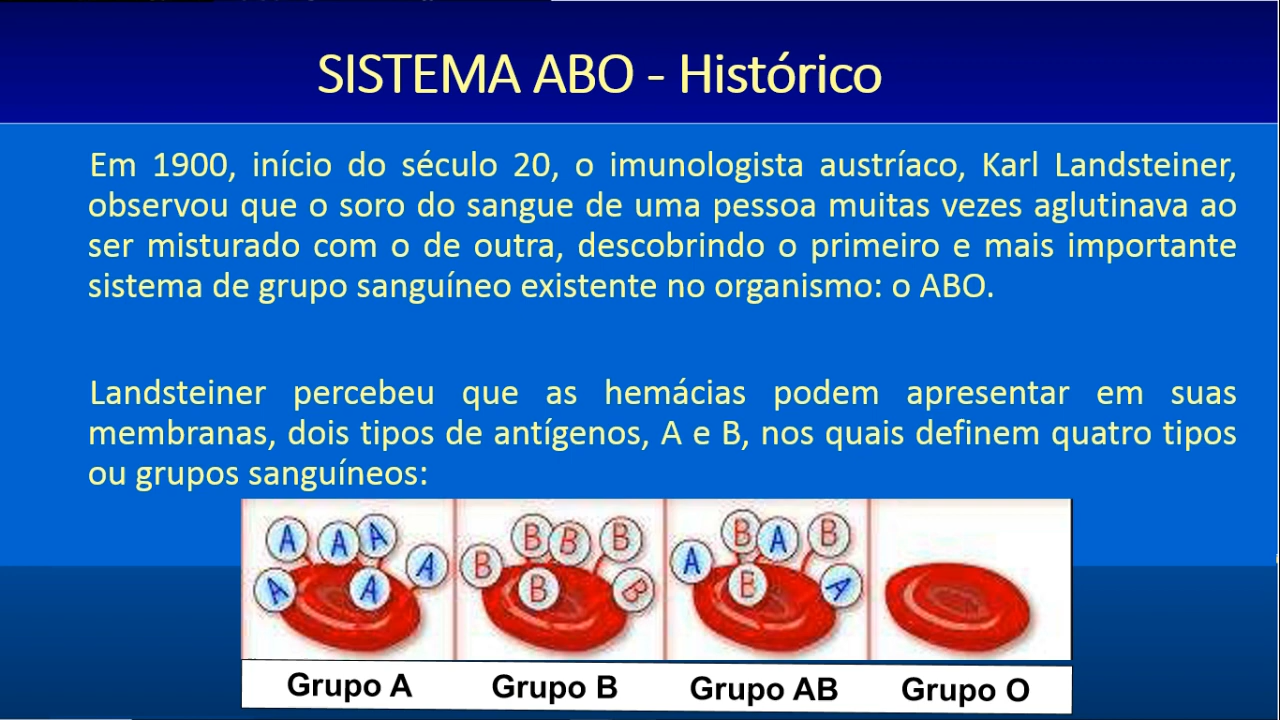 SISTEMA ABO - Histórico
Em 1900, início do século 20, o imunologista austríaco, Karl Landsteiner,
observou que o soro do sangue de uma pessoa muitas vezes aglutinava ao
ser misturado com o de outra, descobrindo o primeiro e mais importante
sistema de grupo sanguíneo existente no organismo: o ABO.
Landsteiner percebeu que as hemácias podem apresentar em suas
membranas, dois tipos de antígenos, A e B, nos quais definem quatro tipos
ou grupos sanguíneos:
A A A A A A
B B B B B B
A B A B B A
Grupo A
Grupo B
Grupo AB
Grupo O